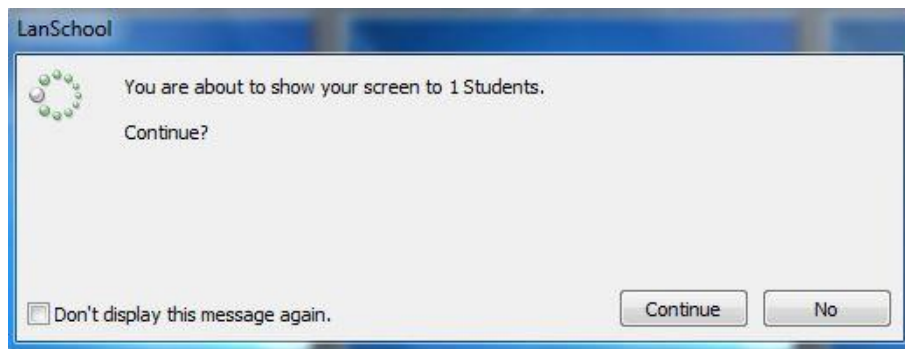 LanSchool
You are about to show your screen to 1 Students.
Continue?
Don't display this message again.
Continue
No